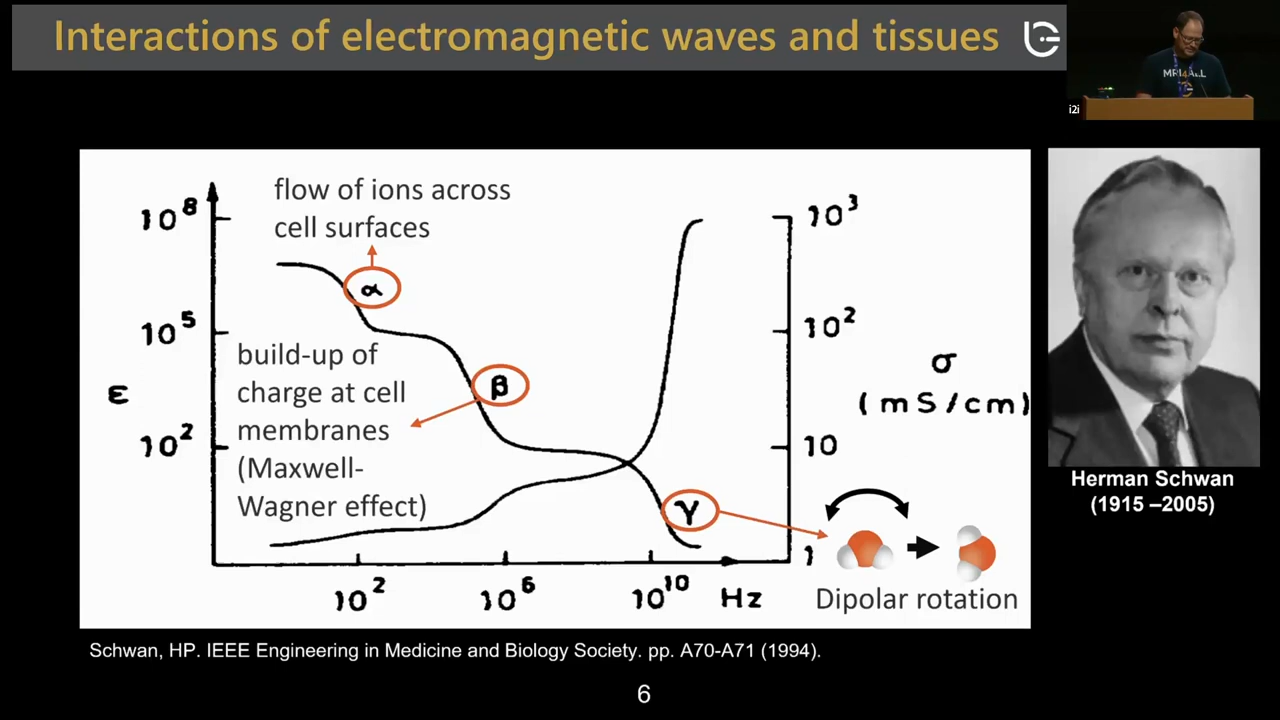 Interactions of electromagnetic waves and tissues
MRI4ALL
i2i
flow of ions across
cell surfaces
10⁸
10³
α
10⁵
10²
build-up of
charge at cell
membranes
(Maxwell-
Wagner effect)
β
ε
σ
(mS/cm)
10²
10
γ
1
10²
10⁶
10¹⁰
Hz
Dipolar rotation
Herman Schwan
(1915 –2005)
Schwan, HP. IEEE Engineering in Medicine and Biology Society. pp. A70-A71 (1994).
6